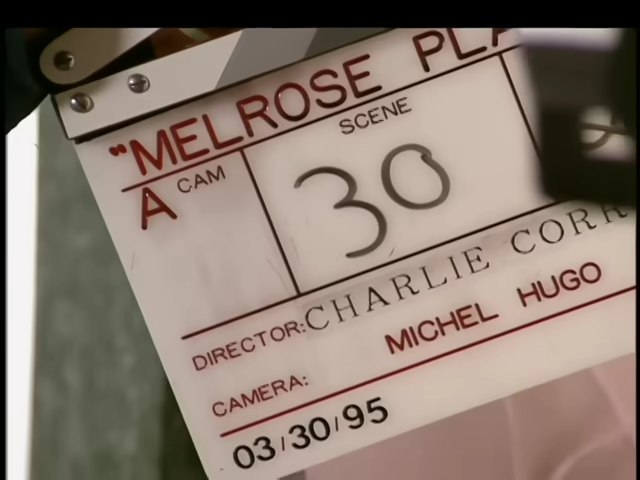 "MELROSE PLA
SCENE
A CAM
30
DIRECTOR: CHARLIE CORR
CAMERA: MICHEL HUGO
03/30/95